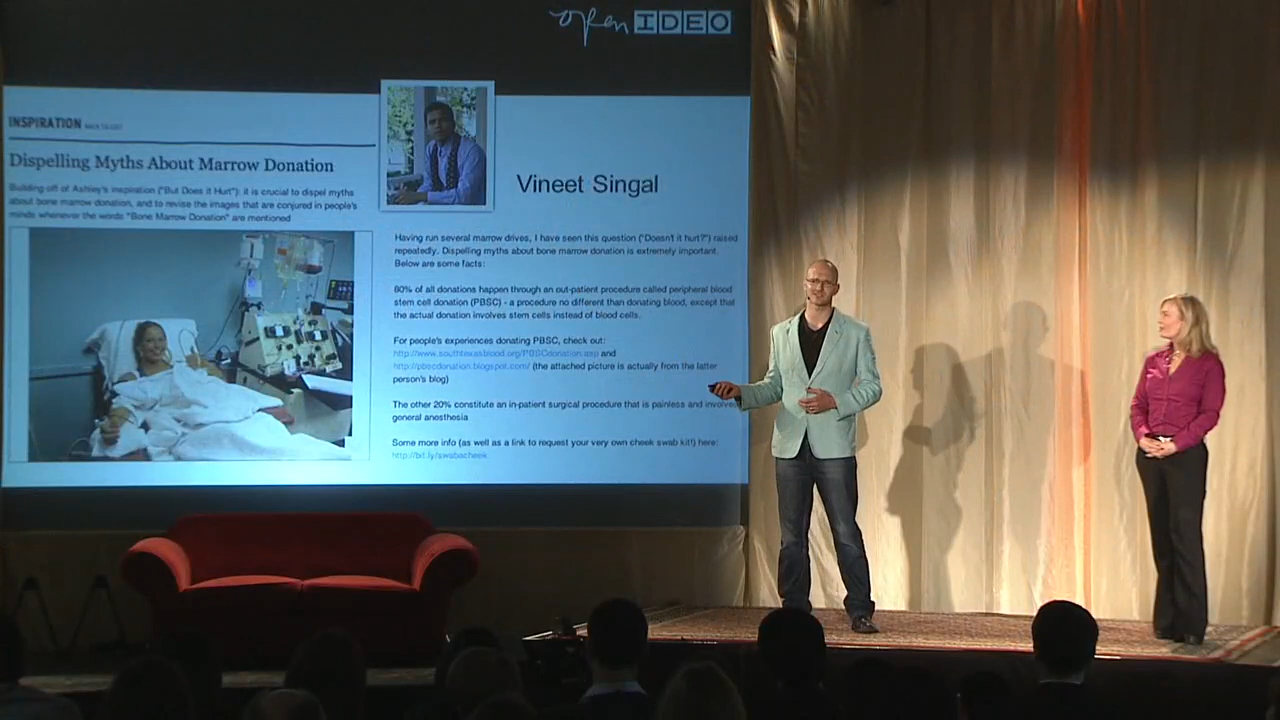 open IDEO
INSPIRATION BACK TO LIST
Dispelling Myths About Marrow Donation
Building off of Ashley's inspiration ("But Does it Hurt"): it is crucial to dispel myths
about bone marrow donation, and to revise the images that are conjured in people's
minds whenever the words "Bone Marrow Donation" are mentioned
Vineet Singal
Having run several marrow drives, I have seen this question ("Doesn't it hurt?") raised
repeatedly. Dispelling myths about bone marrow donation is extremely important.
Below are some facts:
80% of all donations happen through an out-patient procedure called peripheral blood
stem cell donation (PBSC) - a procedure no different than donating blood, except that
the actual donation involves stem cells instead of blood cells.
For people's experiences donating PBSC, check out:
http://www.southtexasblood.org/PBSCdonation.asp and
http://pbscdonation.blogspot.com/ (the attached picture is actually from the latter
person's blog)
The other 20% constitute an in-patient surgical procedure that is painless and involves
general anesthesia
Some more info (as well as a link to request your very own cheek swab kit!) here:
http://bit.ly/swabacheek